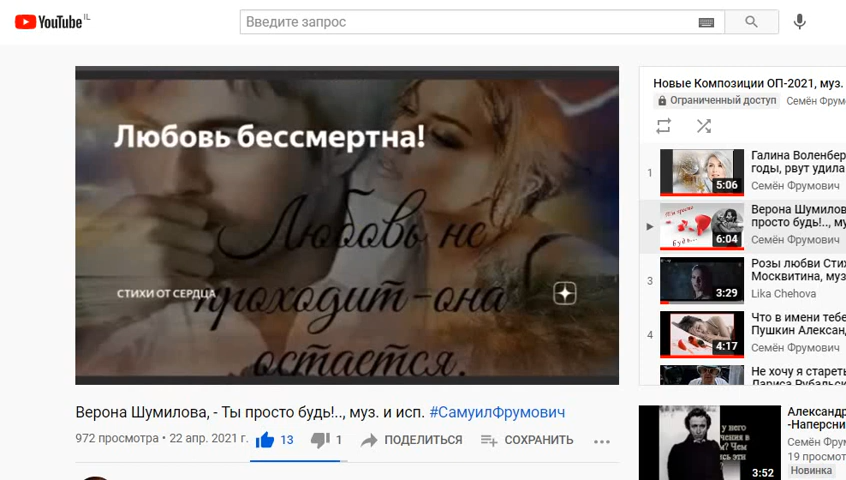 YouTube IL
Введите запрос
Любовь бессмертна!
Любовь не
проходит-она
остается.
СТИХИ ОТ СЕРДЦА
Верона Шумилова, - Ты просто будь!.., муз. и исп. #СамуилФрумович
972 просмотра • 22 апр. 2021 г.
13
1
ПОДЕЛИТЬСЯ
СОХРАНИТЬ
Новые Композиции ОП-2021, муз.
Ограниченный доступ
Семён Фрум
1
5:06
Галина Воленбер
годы, рвут удила
Семён Фрумович
6:04
Верона Шумилов
просто будь!.., му
Семён Фрумович
3
3:29
Розы любви Стих
Москвитина, муз
Lika Chehova
4
4:17
Что в имени тебе
Пушкин Александ
Семён Фрумович
Не хочу я стареть
Лариса Рубальск
3:52
Александр
-Наперсни
Семён Фрумо
19 просмот
Новинка